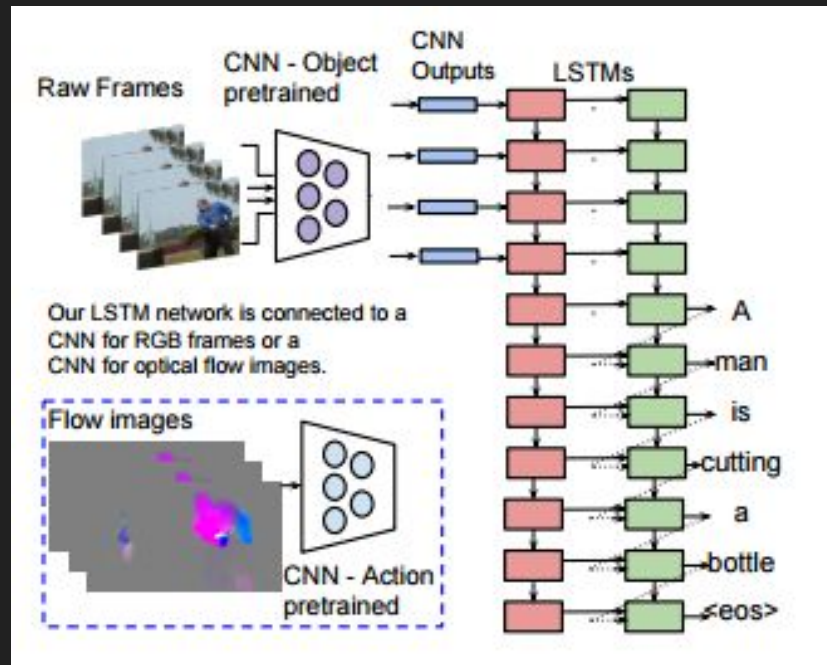 Raw Frames
CNN - Object
pretrained
CNN
Outputs
LSTMs
Our LSTM network is connected to a
CNN for RGB frames or a
CNN for optical flow images.
Flow images
CNN - Action
pretrained
A
man
is
cutting
a
bottle
<eos>